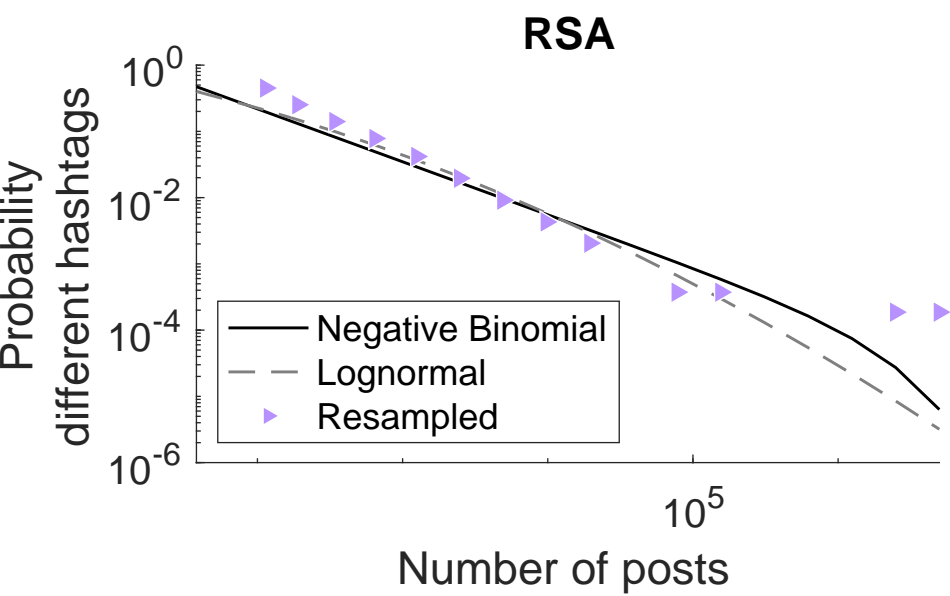 RSA
Probability
different hashtags
10^0
10^-2
10^-4
10^-6
Negative Binomial
Lognormal
Resampled
10^5
Number of posts